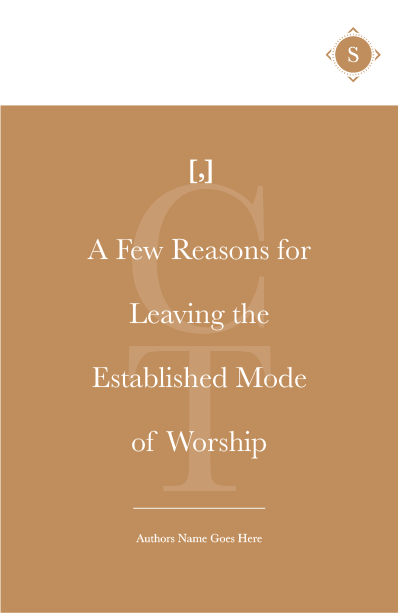 S
[,]
C
T
A Few Reasons for
Leaving the
Established Mode
of Worship
Authors Name Goes Here